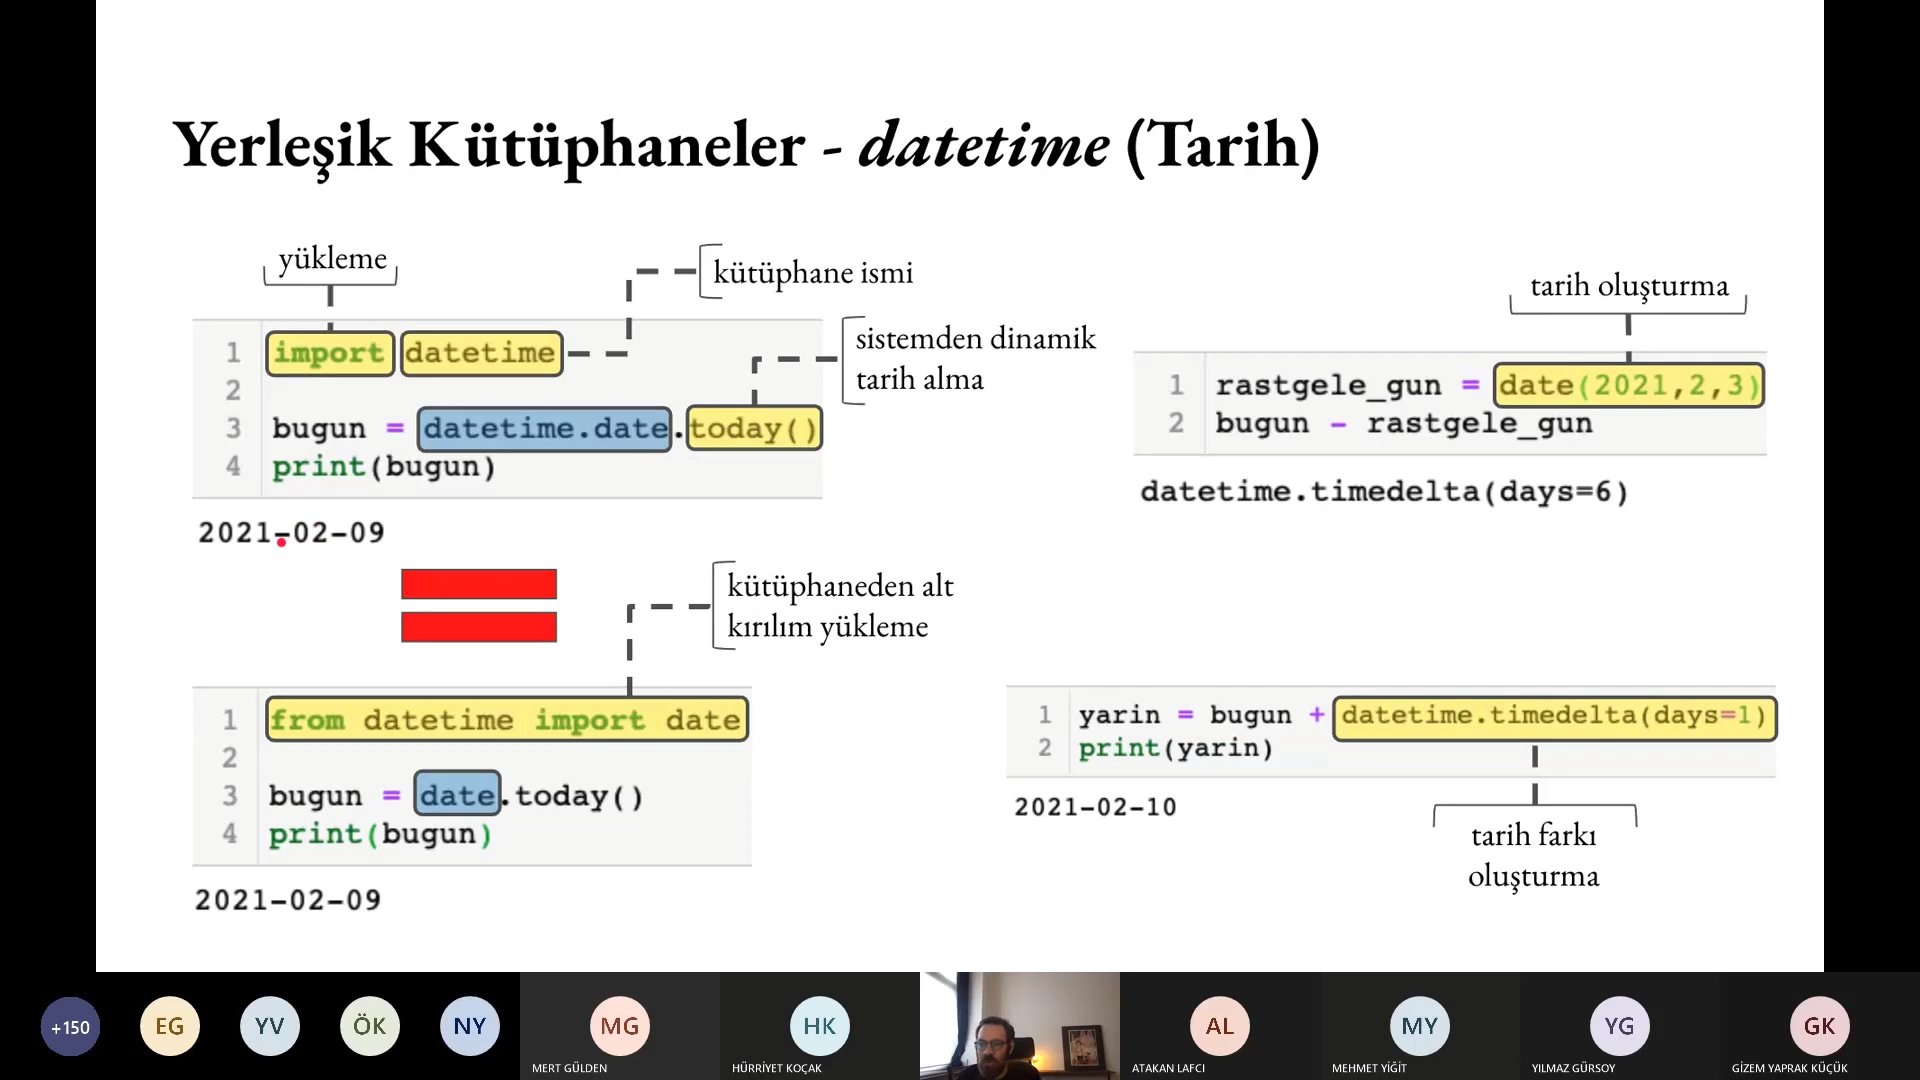 Yerleşik Kütüphaneler - datetime (Tarih)
yükleme
kütüphane ismi
sistemden dinamik
tarih alma
1 import datetime
2
3 bugun = datetime.date.today()
4 print(bugun)
2021-02-09
kütüphaneden alt
kırılım yükleme
1 from datetime import date
2
3 bugun = date.today()
4 print(bugun)
2021-02-09
tarih oluşturma
1 rastgele_gun = date(2021,2,3)
2 bugun - rastgele_gun
datetime.timedelta(days=6)
1 yarin = bugun + datetime.timedelta(days=1)
2 print(yarin)
2021-02-10
tarih farkı
oluşturma
+150
EG
YV
ÖK
NY
MG
MERT GÜLDEN
HK
HÜRRİYET KOÇAK
AL
ATAKAN LAFCI
MY
MEHMET YİĞİT
YG
YILMAZ GÜRSOY
GK
GİZEM YAPRAK KÜÇÜK